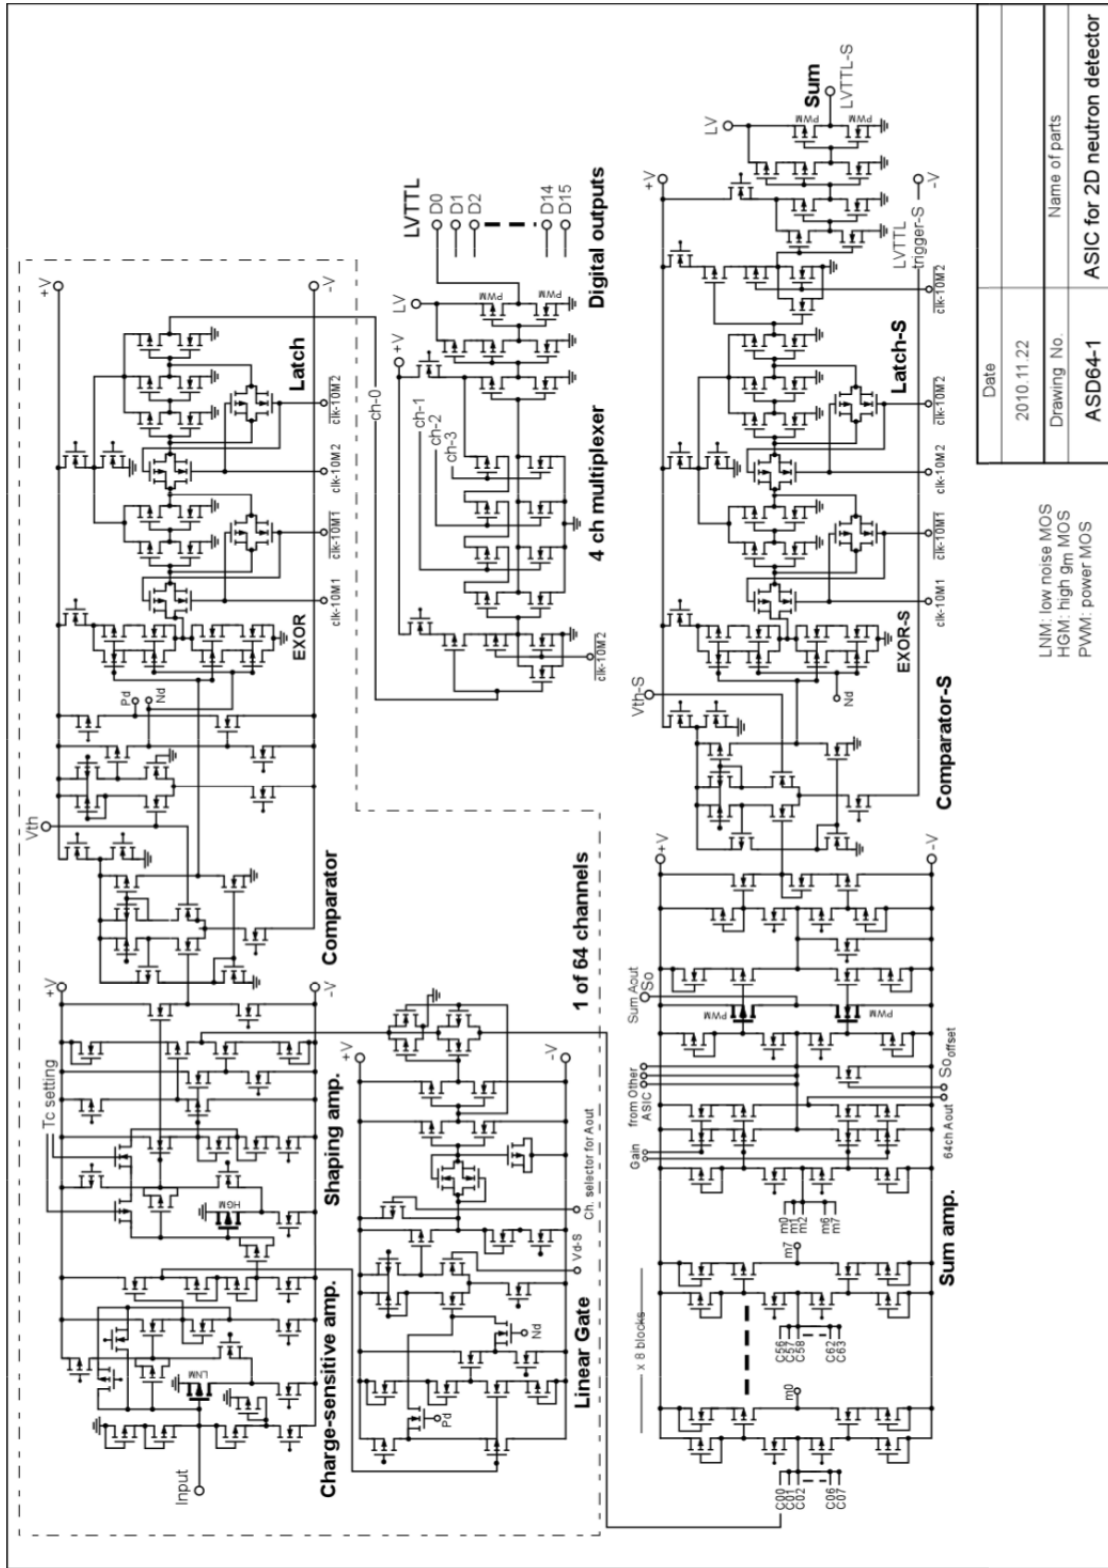 +V
-V
Input
LNM
Charge-sensitive amp.
Tc setting
HGM
Shaping amp.
+V
-V
Vth
Comparator
Pd
Nd
EXOR
clk-10M1
clk-10M1
clk-10M2
clk-10M2
Latch
+V
-V
Pd
Nd
Vd-S
Ch. selector for Aout
Linear Gate
1 of 64 channels
+V
-V
ch-0
ch-1
ch-2
ch-3
clk-10M2
4 ch multiplexer
+V
LV
PWM
PWM
LVTTL
D0
D1
D2
D14
D15
Digital outputs
C00
C01
C02
C06
C07
m0
x 8 blocks
C56
C57
C58
C62
C63
m7
m0
m1
m2
m6
m7
Sum amp.
Gain
from Other
ASIC
64ch Aout
So offset
Sum Aout
So
PWM
PWM
+V
-V
Vth-S
Comparator-S
Nd
EXOR-S
clk-10M1
clk-10M1
clk-10M2
clk-10M2
Latch-S
clk-10M2
LVTTL
trigger-S
+V
-V
LV
PWM
PWM
Sum
LVTTL-S
LNM: low noise MOS
HGM: high gm MOS
PWM: power MOS
Date
2010.11.22
Drawing No.
Name of parts
ASD64-1
ASIC for 2D neutron detector